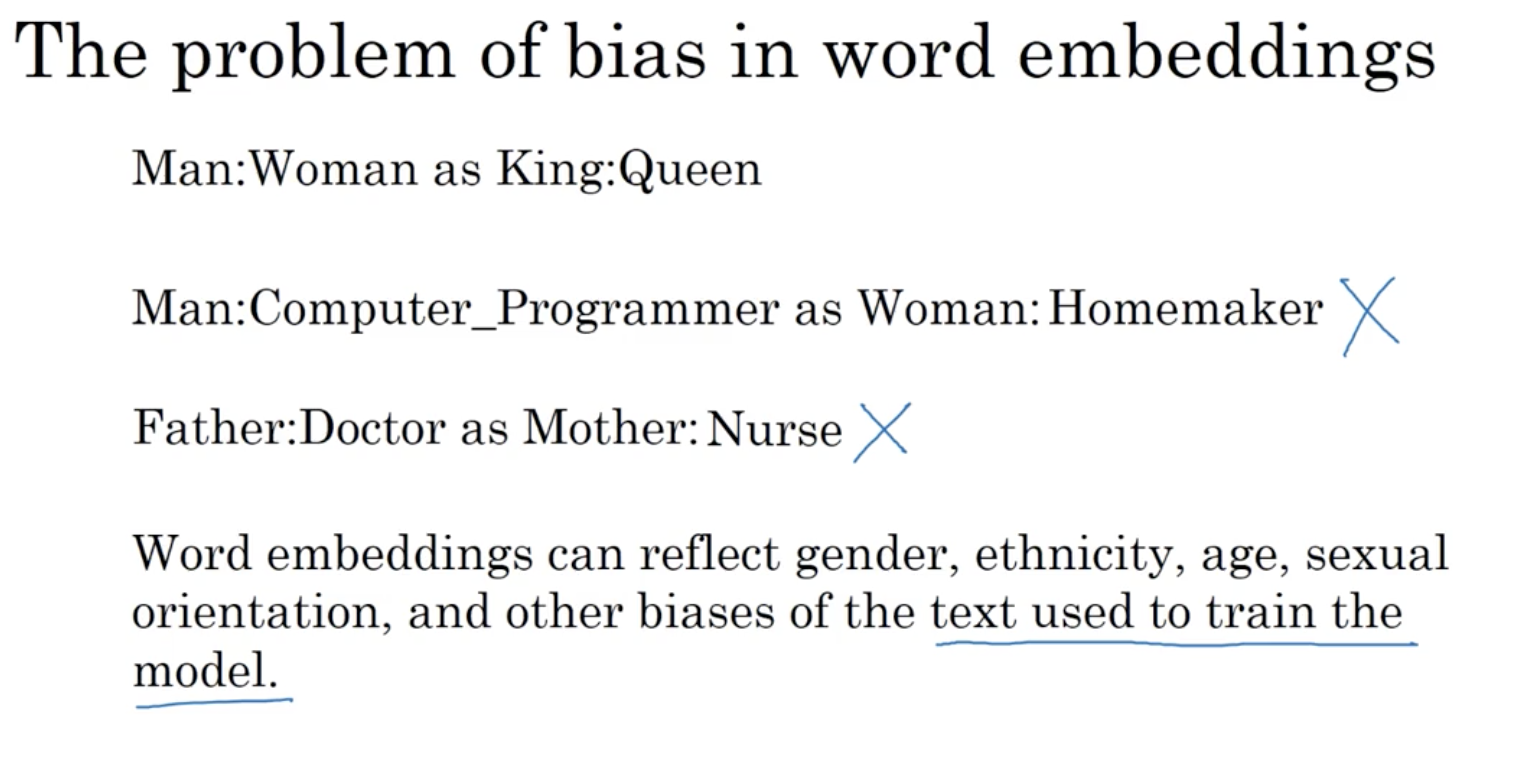 The problem of bias in word embeddings
Man:Woman as King:Queen
Man:Computer_Programmer as Woman:Homemaker
Father:Doctor as Mother:Nurse
Word embeddings can reflect gender, ethnicity, age, sexual
orientation, and other biases of the text used to train the
model.